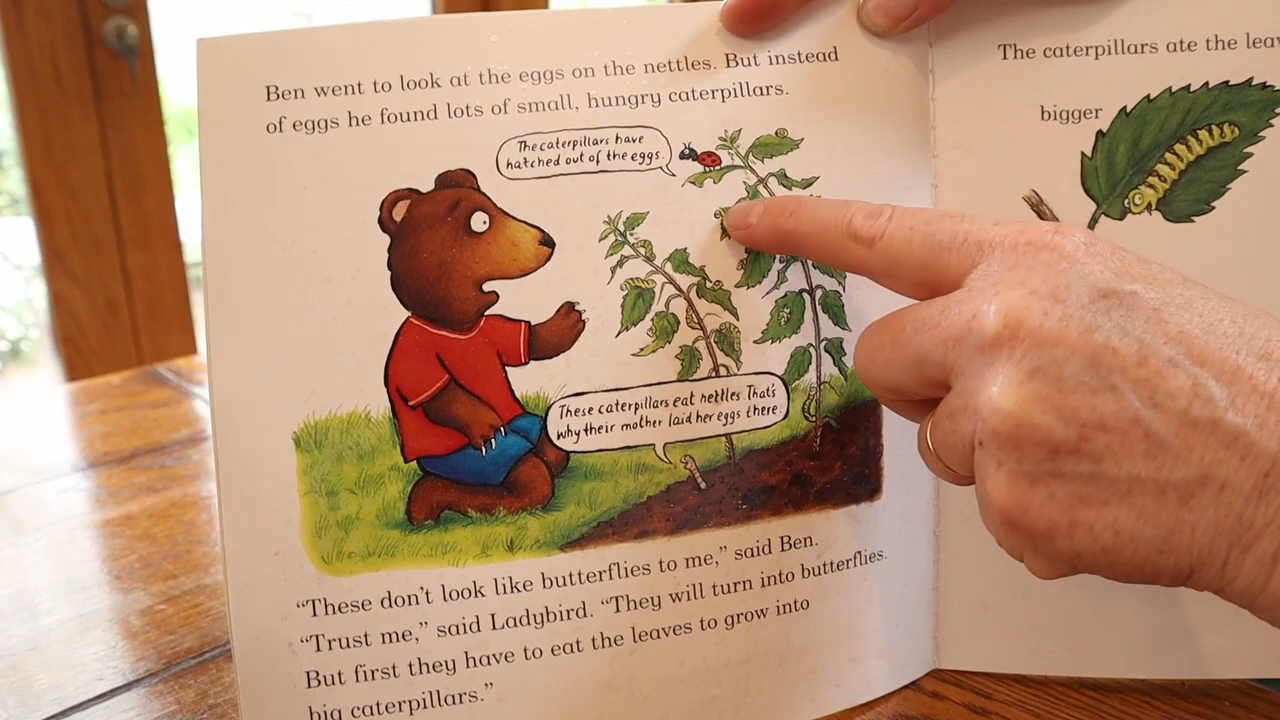 Ben went to look at the eggs on the nettles. But instead
of eggs he found lots of small, hungry caterpillars.
The caterpillars have
hatched out of the eggs.
These caterpillars eat nettles. That's
why their mother laid her eggs there.
“These don't look like butterflies to me,” said Ben.
“Trust me,” said Ladybird. “They will turn into butterflies.
But first they have to eat the leaves to grow into
big caterpillars.”
The caterpillars ate the
bigger